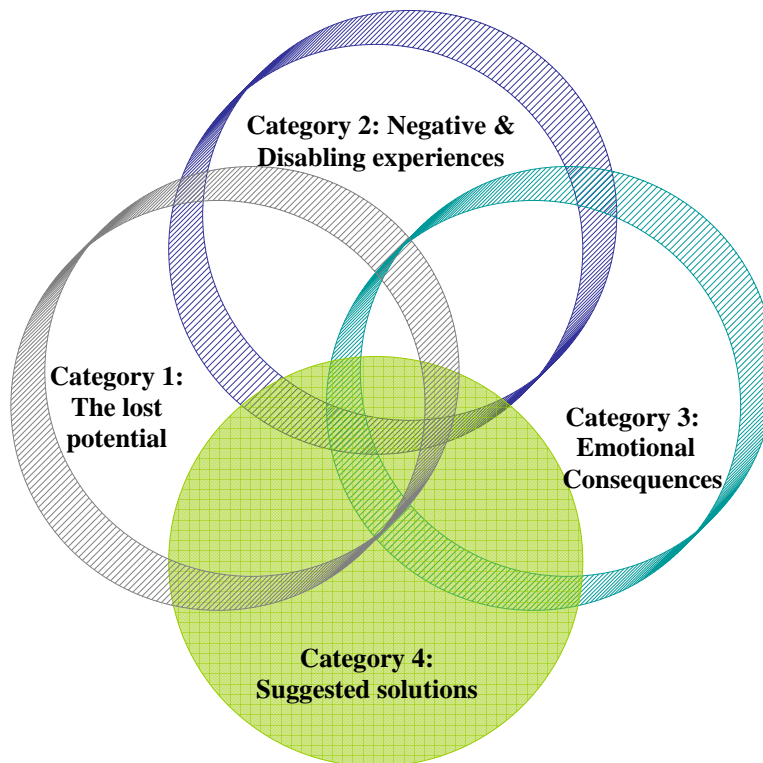 Category 2: Negative &
Disabling experiences
Category 1:
The lost
potential
Category 3:
Emotional
Consequences
Category 4:
Suggested solutions